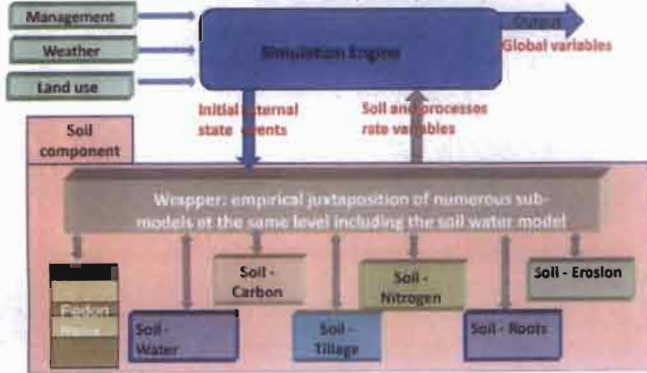 Management
Weather
Land use
Simulation Engine
Output
Global variables
Initial external
state events
Soil and processes
rate variables
Soil
component
Wrapper: empirical juxtaposition of numerous sub-
models at the same level including the soil water model
Pedon
Soil -
Water
Soil -
Carbon
Soil -
Tillage
Soil -
Nitrogen
Soil - Roots
Soil - Erosion